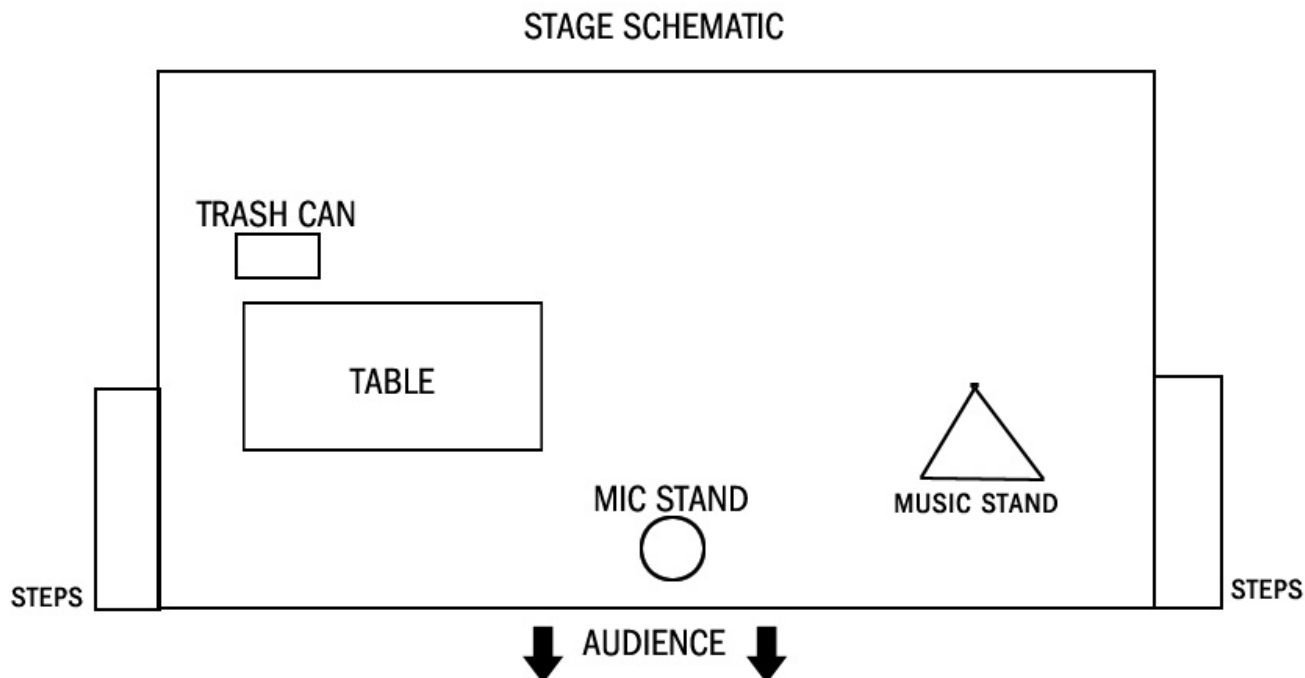 STAGE SCHEMATIC
TRASH CAN
TABLE
MIC STAND
MUSIC STAND
STEPS
STEPS
AUDIENCE